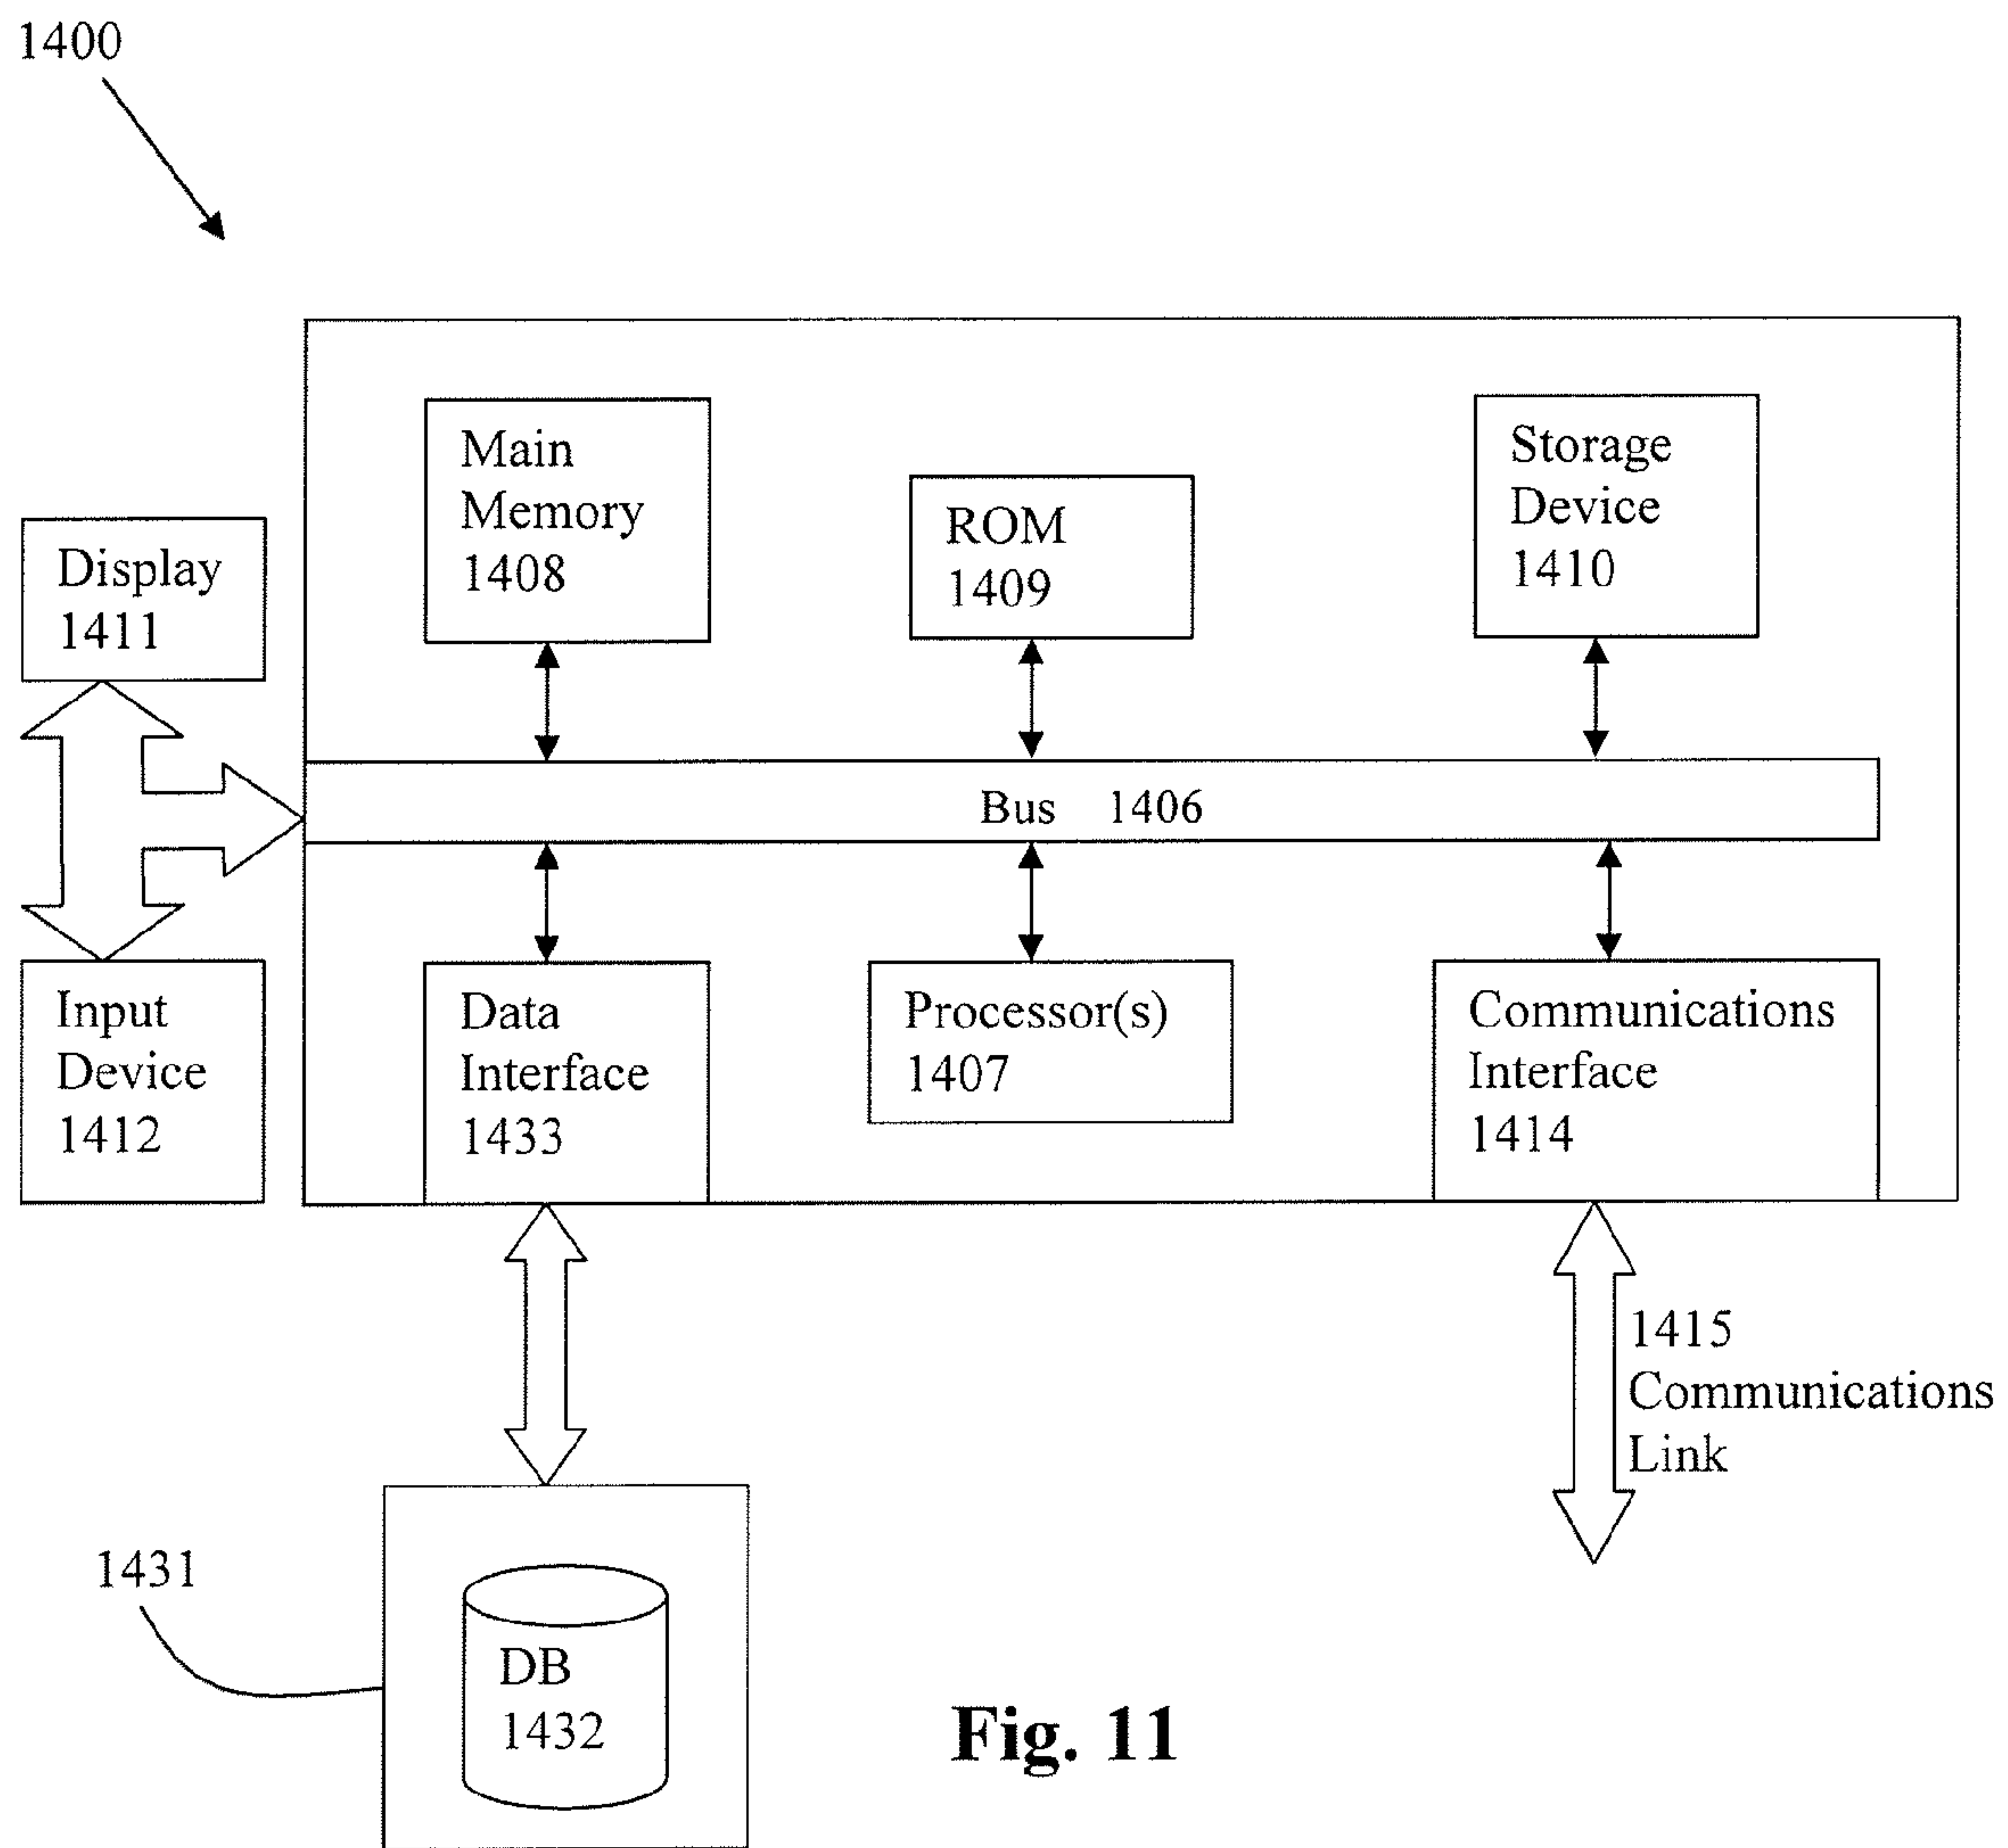 1400
Main
Memory
1408
ROM
1409
Storage
Device
1410
Display
1411
Bus 1406
Input
Device
1412
Data
Interface
1433
Processor(s)
1407
Communications
Interface
1414
1415
Communications
Link
1431
DB
1432
Fig. 11